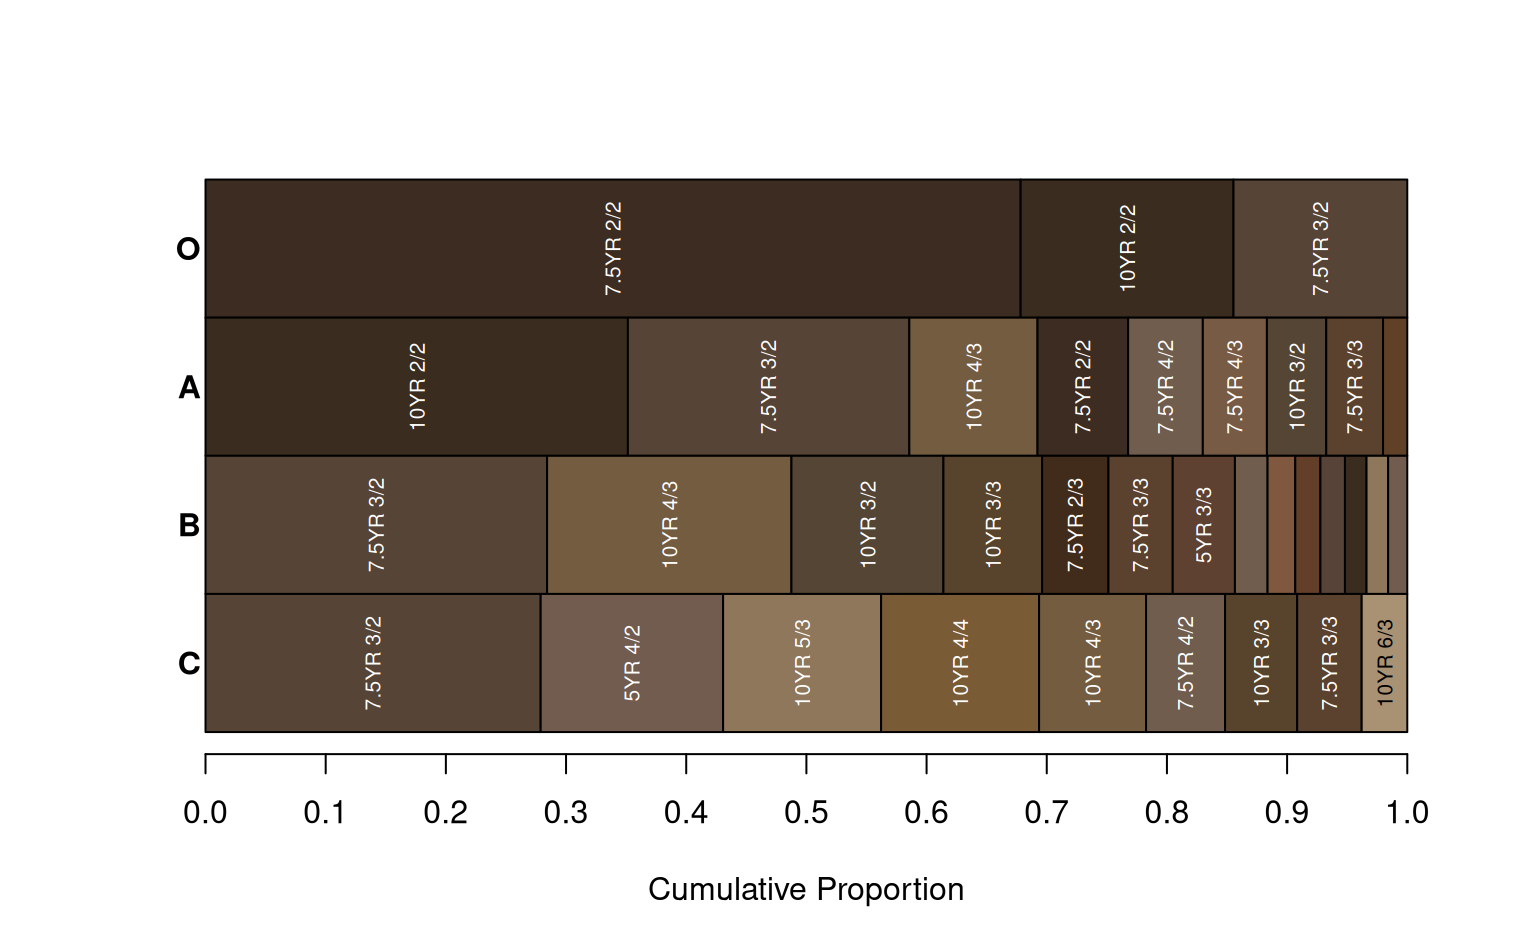 O
7.5YR 2/2
10YR 2/2
7.5YR 3/2
A
10YR 2/2
7.5YR 3/2
10YR 4/3
7.5YR 2/2
7.5YR 4/2
7.5YR 4/3
10YR 3/2
7.5YR 3/3
B
7.5YR 3/2
10YR 4/3
10YR 3/2
10YR 3/3
7.5YR 2/3
7.5YR 3/3
5YR 3/3
C
7.5YR 3/2
5YR 4/2
10YR 5/3
10YR 4/4
10YR 4/3
7.5YR 4/2
10YR 3/3
7.5YR 3/3
10YR 6/3
0.0 0.1 0.2 0.3 0.4 0.5 0.6 0.7 0.8 0.9 1.0
Cumulative Proportion